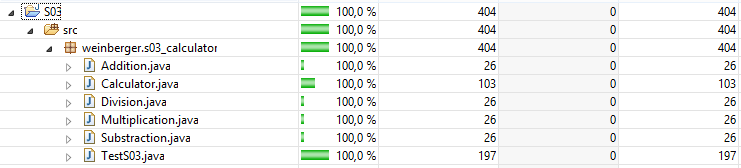 S03 100,0 % 404 0 404
src 100,0 % 404 0 404
weinberger.s03_calculator 100,0 % 404 0 404
Addition.java 100,0 % 26 0 26
Calculator.java 100,0 % 103 0 103
Division.java 100,0 % 26 0 26
Multiplication.java 100,0 % 26 0 26
Substraction.java 100,0 % 26 0 26
TestS03.java 100,0 % 197 0 197